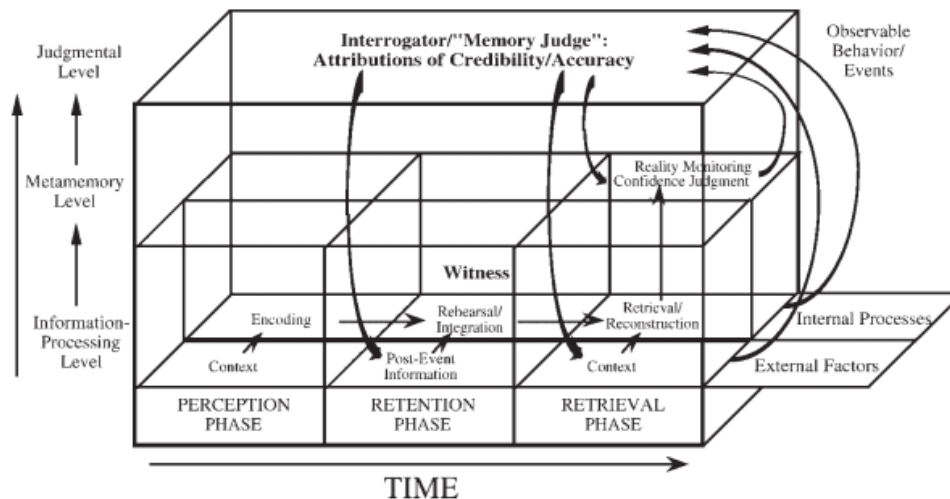 Judgmental
Level
Interrogator/"Memory Judge":
Attributions of Credibility/Accuracy
Observable
Behavior/
Events
Metamemory
Level
Reality Monitoring
Confidence Judgment
Witness
Information-
Processing
Level
Encoding
Rehearsal/
Integration
Retrieval/
Reconstruction
Internal Processes
Context
Post-Event
Information
Context
External Factors
PERCEPTION
PHASE
RETENTION
PHASE
RETRIEVAL
PHASE
TIME